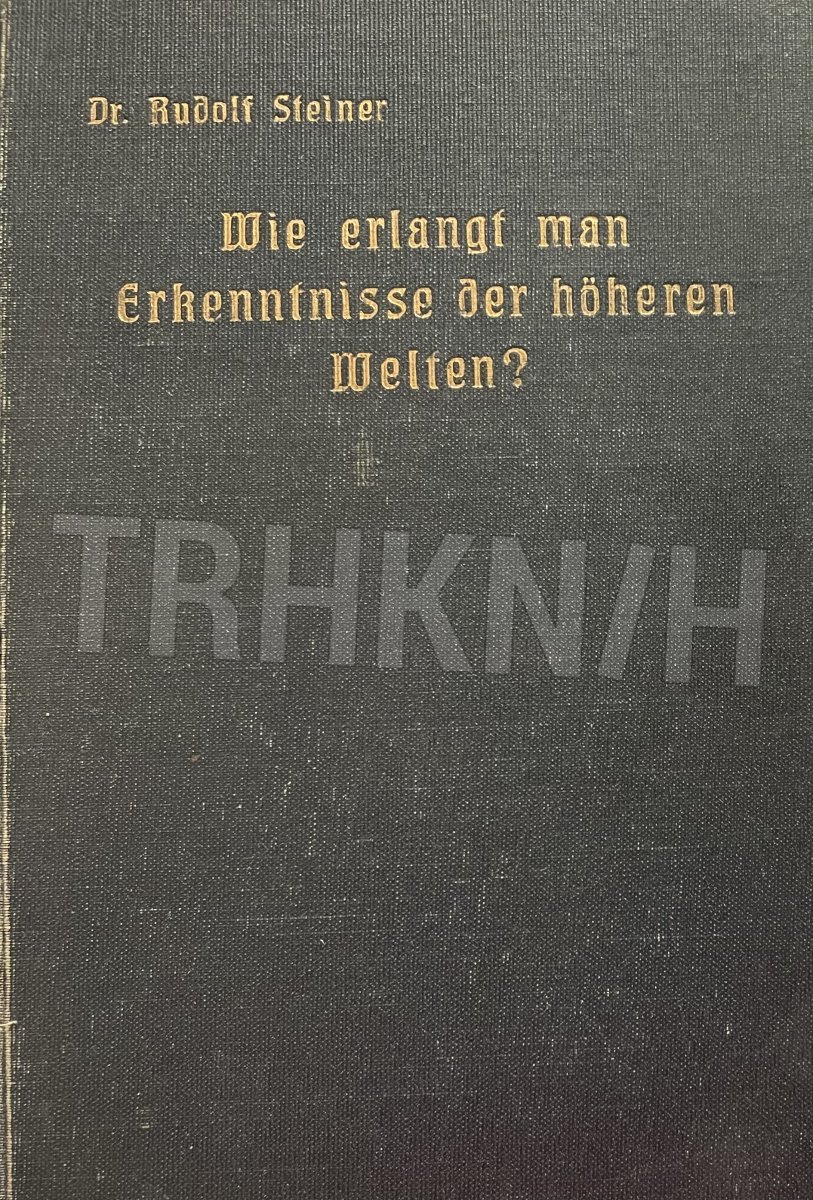 Dr. Rudolf Steiner
Wie erlangt man
Erkenntnisse der höheren
Welten?
TRHKN/H